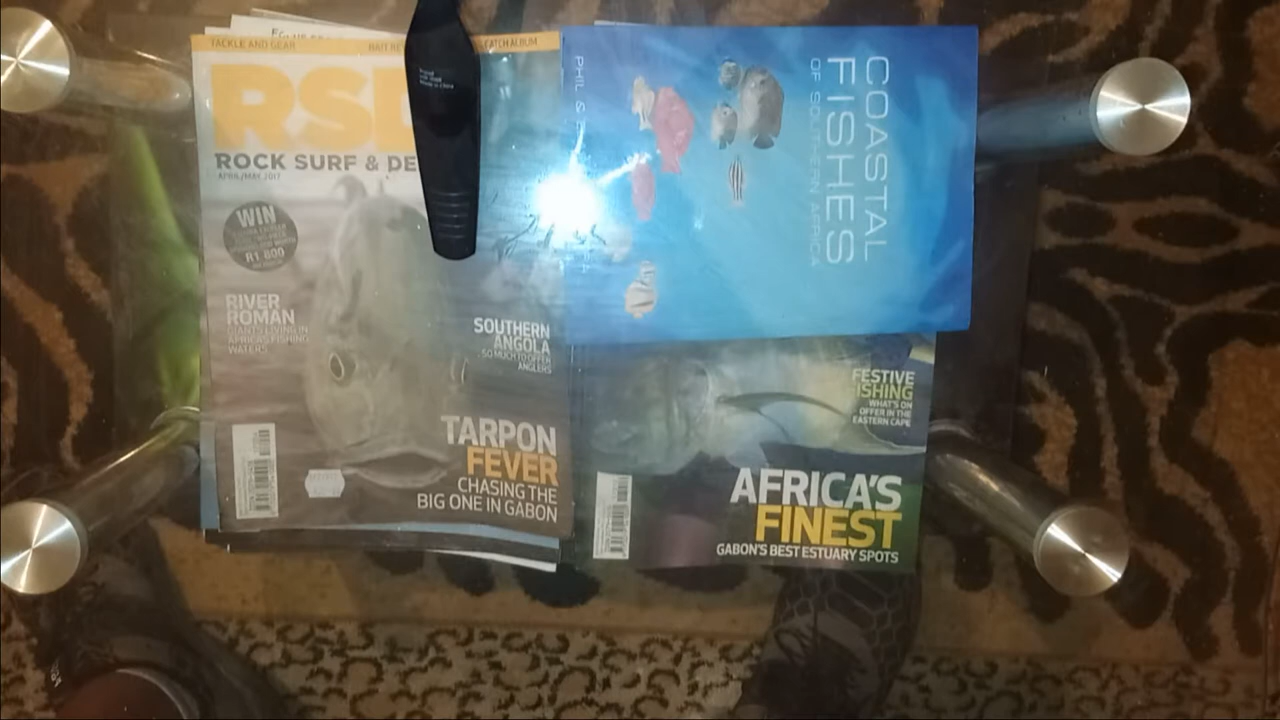 TACKLE AND GEAR
CATCH ALBUM
ROCK SURF & DE
APRIL/MAY 2017
WIN
R1 800
RIVER
ROMAN
GIANTS LIVING IN
AFRICA'S FISHING
WATERS
SOUTHERN
ANGOLA
SO MUCH TO OFFER
ANGLERS
TARPON
FEVER
CHASING THE
BIG ONE IN GABON
COASTAL
FISHES
OF SOUTHERN AFRICA
PHIL &
FESTIVE
FISHING
WHAT'S ON
OFFER IN THE
EASTERN CAPE
AFRICA'S
FINEST
GABON'S BEST ESTUARY SPOTS